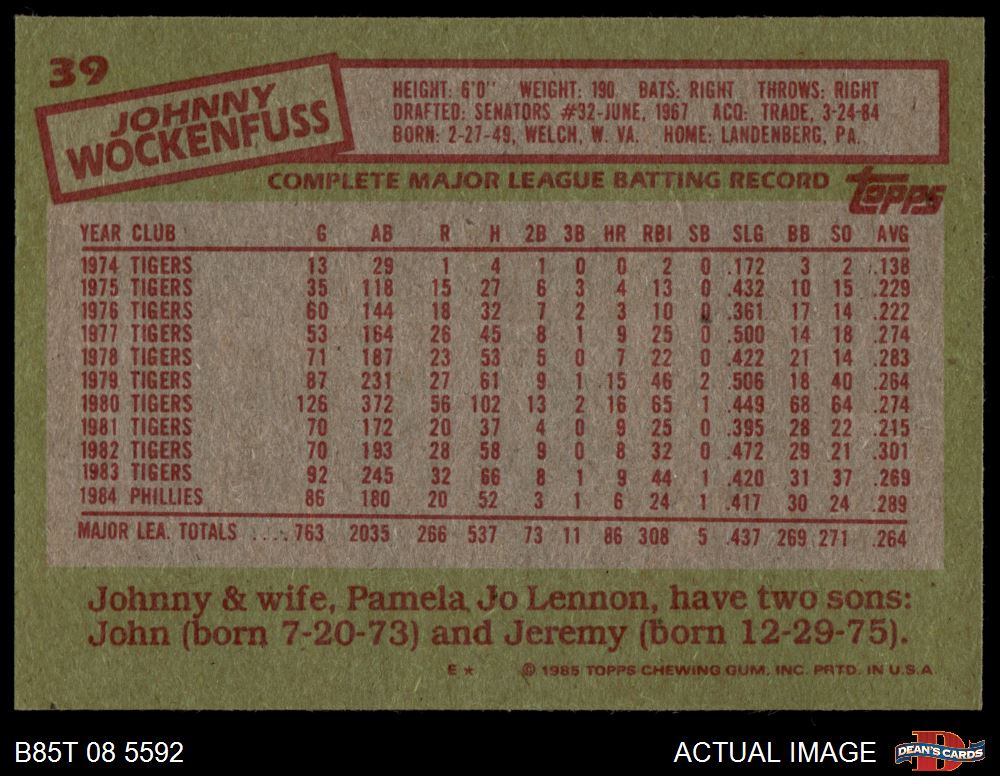 39
JOHNNY
WOCKENFUSS
HEIGHT: 6'0" WEIGHT: 190 BATS: RIGHT THROWS: RIGHT
DRAFTED: SENATORS #32-JUNE, 1967 ACQ: TRADE, 3-24-84
BORN: 2-27-49, WELCH, W. VA. HOME: LANDENBERG, PA.
COMPLETE MAJOR LEAGUE BATTING RECORD
topps
YEAR CLUB G AB R H 2B 3B HR RBI SB SLG BB SO AVG
1974 TIGERS 13 29 1 4 1 0 0 2 0 .172 3 2 .138
1975 TIGERS 35 118 15 27 6 3 4 13 0 .432 10 15 .229
1976 TIGERS 60 144 18 32 7 2 3 10 0 .361 17 14 .222
1977 TIGERS 53 164 26 45 8 1 9 25 0 .500 14 18 .274
1978 TIGERS 71 187 23 53 5 0 7 22 0 .422 21 14 .283
1979 TIGERS 87 231 27 61 9 1 15 46 2 .506 18 40 .264
1980 TIGERS 126 372 56 102 13 2 16 65 1 .449 68 64 .274
1981 TIGERS 70 172 20 37 4 0 9 25 0 .395 28 22 .215
1982 TIGERS 70 193 28 58 9 0 8 32 0 .472 29 21 .301
1983 TIGERS 92 245 32 66 8 1 9 44 1 .420 31 37 .269
1984 PHILLIES 86 180 20 52 3 1 6 24 1 .417 30 24 .289
MAJOR LEA. TOTALS .... 763 2035 266 537 73 11 86 308 5 .437 269 271 .264
Johnny & wife, Pamela Jo Lennon, have two sons:
John (born 7-20-73) and Jeremy (born 12-29-75).
E ★ © 1985 TOPPS CHEWING GUM, INC. PRTD. IN U.S.A.
B85T 08 5592 ACTUAL IMAGE DEAN'S CARDS